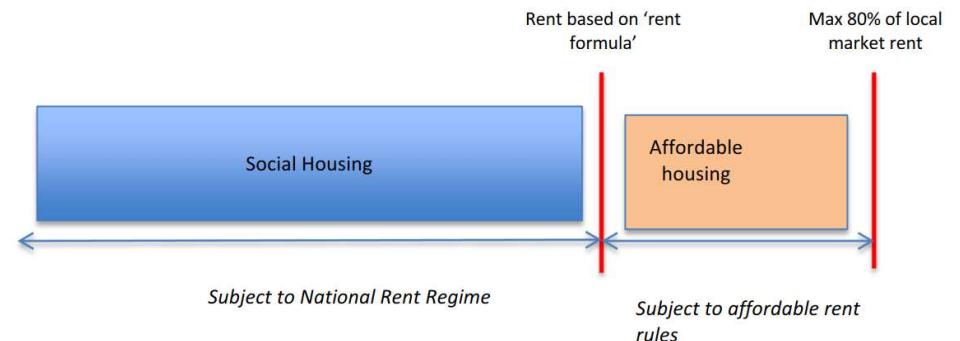 Rent based on ‘rent
formula’
Max 80% of local
market rent
Social Housing
Affordable
housing
Subject to National Rent Regime
Subject to affordable rent
rules